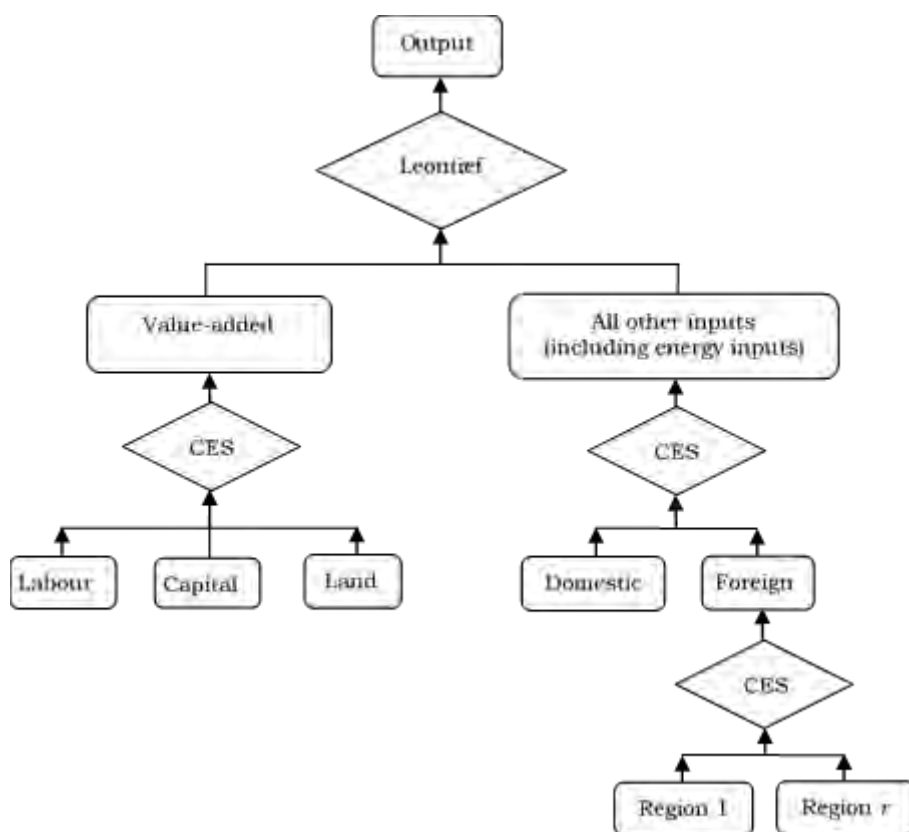 Output
Leontief
Value-added
All other inputs
(including energy inputs)
CES
CES
Labour
Capital
Land
Domestic
Foreign
CES
Region 1
Region r